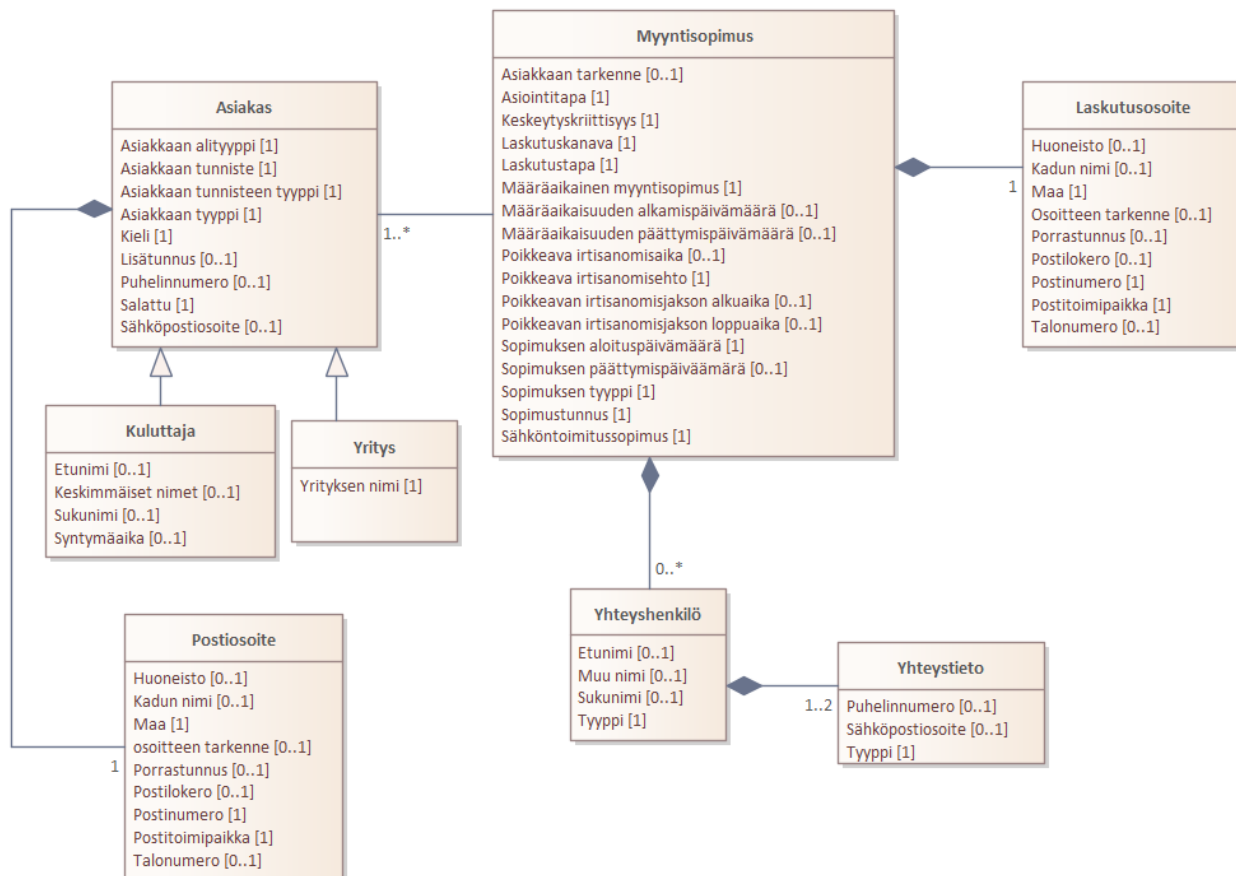 Myyntisopimus
Asiakkaan tarkenne [0..1]
Asiointitapa [1]
Keskeytyskriittisyys [1]
Laskutuskanava [1]
Laskutustapa [1]
Määräaikainen myyntisopimus [1]
Määräaikaisuuden alkamispäivämäärä [0..1]
Määräaikaisuuden päättymispäivämäärä [0..1]
Poikkeava irtisanomisaika [0..1]
Poikkeava irtisanomisehto [1]
Poikkeavan irtisanomisjakson alkuaika [0..1]
Poikkeavan irtisanomisjakson loppuaika [0..1]
Sopimuksen aloituspäivämäärä [1]
Sopimuksen päättymispäiväämärä [0..1]
Sopimuksen tyyppi [1]
Sopimustunnus [1]
Sähköntoimitussopimus [1]
Asiakas
Asiakkaan alityyppi [1]
Asiakkaan tunniste [1]
Asiakkaan tunnisteen tyyppi [1]
Asiakkaan tyyppi [1]
Kieli [1]
Lisätunnus [0..1]
Puhelinnumero [0..1]
Salattu [1]
Sähköpostiosoite [0..1]
1..*
Laskutusosoite
Huoneisto [0..1]
Kadun nimi [0..1]
Maa [1]
Osoitteen tarkenne [0..1]
Porrastunnus [0..1]
Postilokero [0..1]
Postinumero [1]
Postitoimipaikka [1]
Talonumero [0..1]
1
Kuluttaja
Etunimi [0..1]
Keskimmäiset nimet [0..1]
Sukunimi [0..1]
Syntymäaika [0..1]
Yritys
Yrityksen nimi [1]
0..*
Yhteyshenkilö
Etunimi [0..1]
Muu nimi [0..1]
Sukunimi [0..1]
Tyyppi [1]
1..2
Yhteystieto
Puhelinnumero [0..1]
Sähköpostiosoite [0..1]
Tyyppi [1]
Postiosoite
Huoneisto [0..1]
Kadun nimi [0..1]
Maa [1]
osoitteen tarkenne [0..1]
Porrastunnus [0..1]
Postilokero [0..1]
Postinumero [1]
Postitoimipaikka [1]
Talonumero [0..1]
1